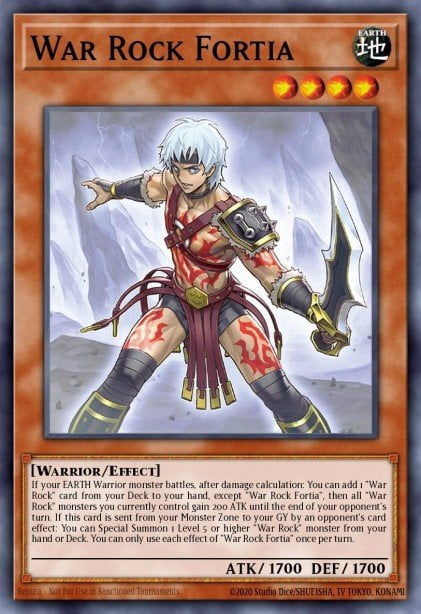 WAR ROCK FORTIA
EARTH
地
[WARRIOR/EFFECT]
If your EARTH Warrior monster battles, after damage calculation: You can add 1 "War
Rock" card from your Deck to your hand, except "War Rock Fortia", then all "War
Rock" monsters you currently control gain 200 ATK until the end of your opponent's
turn. If this card is sent from your Monster Zone to your GY by an opponent's card
effect: You can Special Summon 1 Level 5 or higher "War Rock" monster from your
hand or Deck. You can only use each effect of "War Rock Fortia" once per turn.
ATK/ 1700 DEF/ 1700
Replica - Not For Use in Sanctioned Tournaments
©2020 Studio Dice/SHUEISHA, TV TOKYO, KONAMI